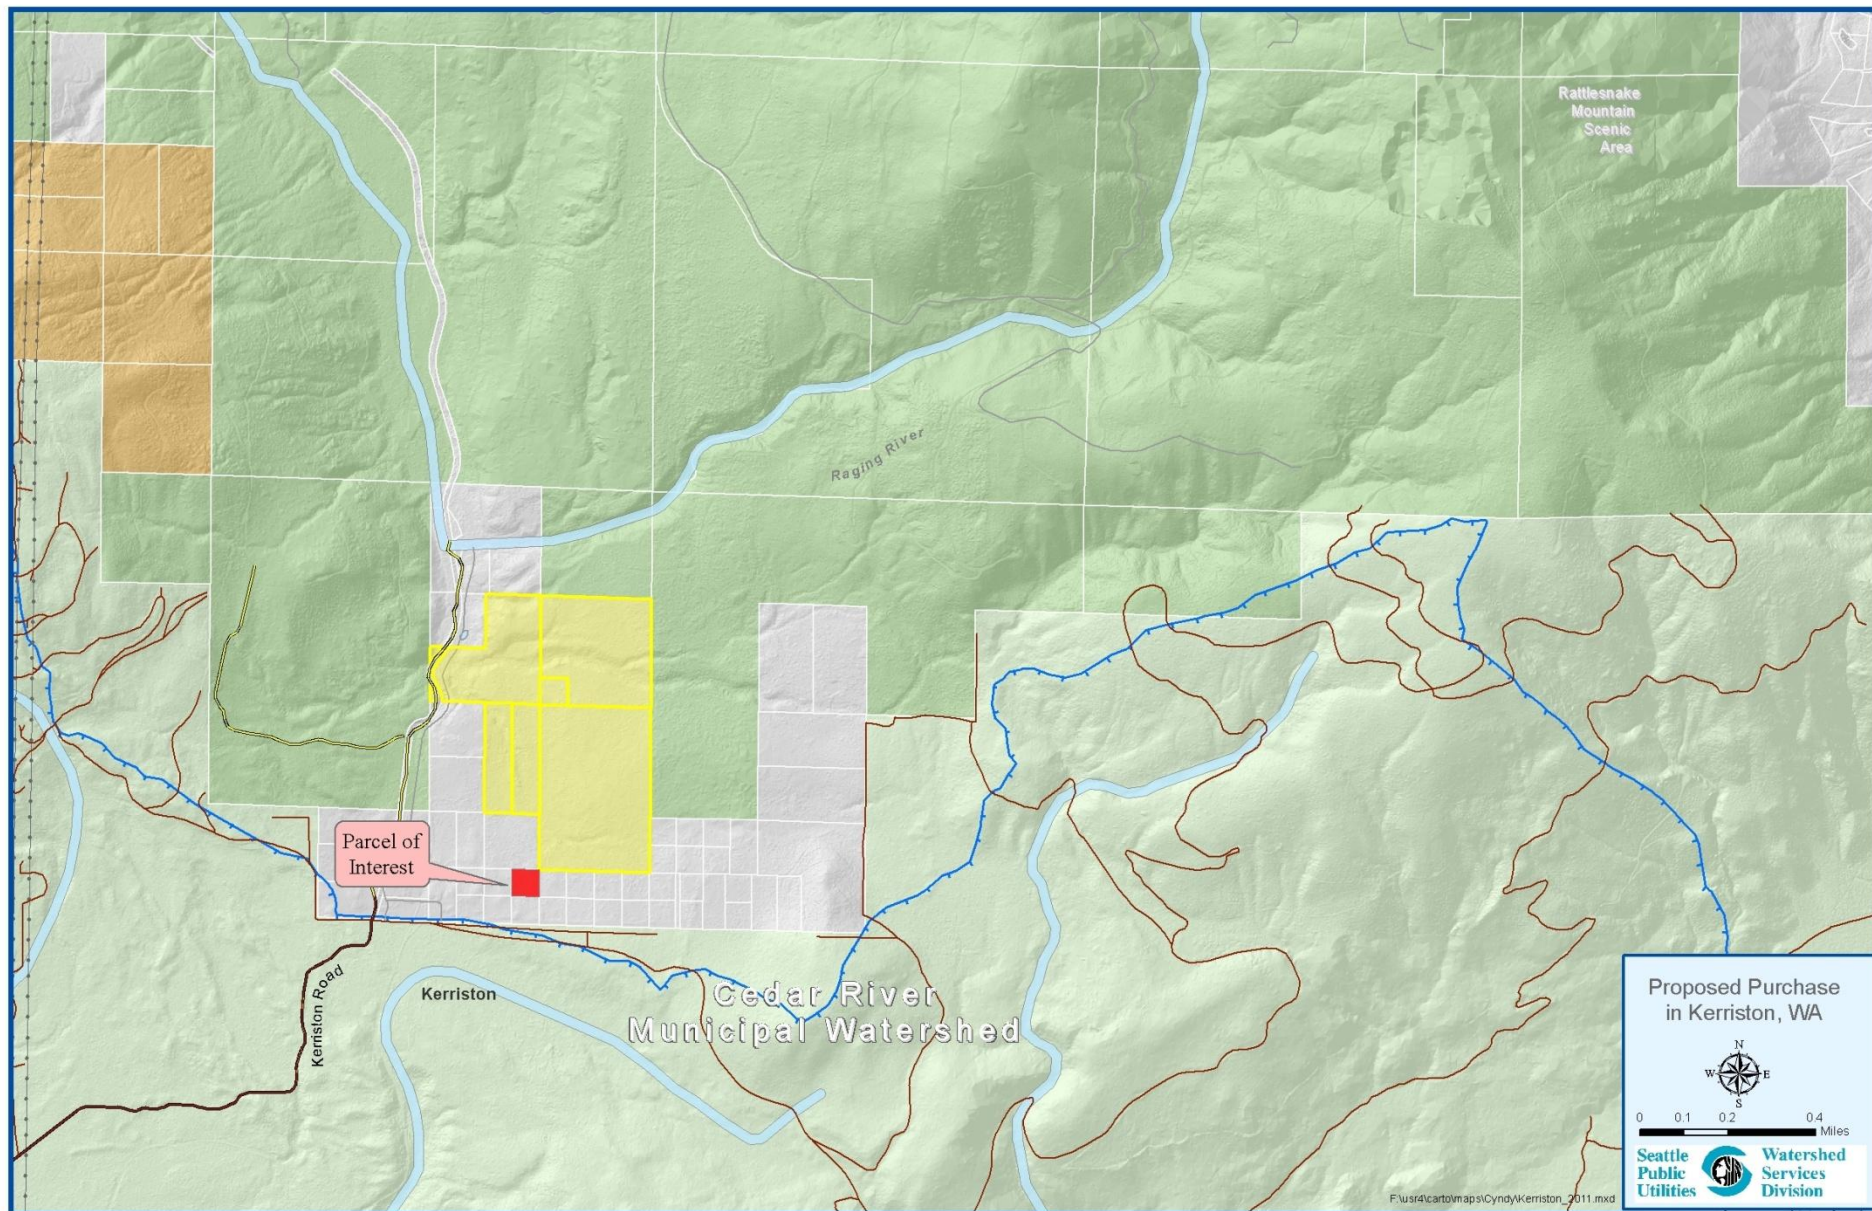 Rattlesnake
Mountain
Scenic
Area
Raging River
Parcel of
Interest
Kerriston Road
Kerriston
Cedar River
Municipal Watershed
Proposed Purchase
in Kerriston, WA
N
W E
S
0 0.1 0.2 0.4
Miles
Seattle
Public
Utilities
Watershed
Services
Division
F:\usr4\carto\maps\Cyndy\Kerriston_2011.mxd